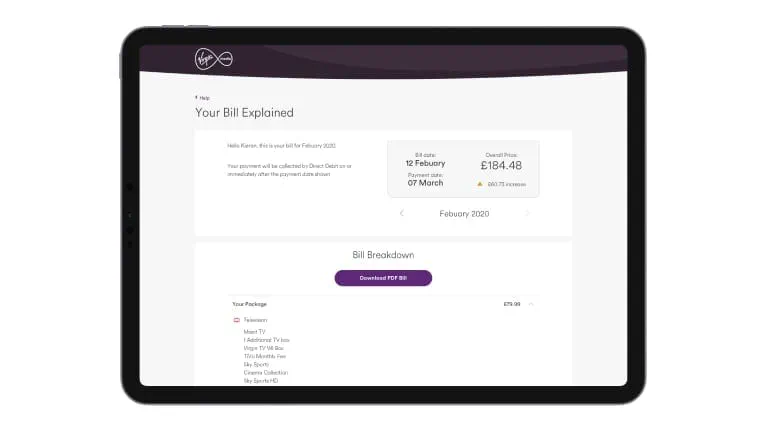 Virgin media
Help
Your Bill Explained
Hello Kieran, this is your bill for Febuary 2020.
Your payment will be collected by Direct Debit on or
immediately after the payment date shown
Bill date:
12 Febuary
Payment date:
07 March
Overall Price:
£184.48
£60.73 increase
Febuary 2020
Bill Breakdown
Download PDF Bill
Your Package
£79.99
Television
Maxit TV
1 Additional TV box
Virgin TV V6 Box
TiVo Monthly Fee
Sky Sports
Cinema Collection
Sky Sports HD